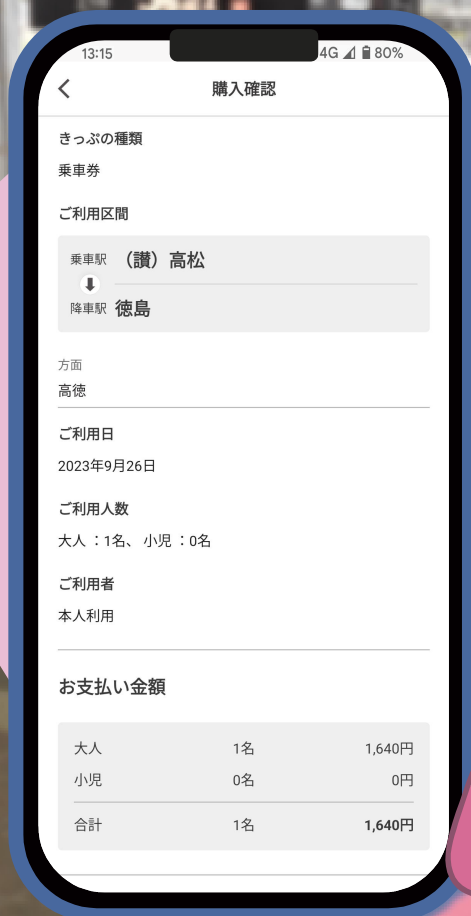 13:15 4G 80%
購入確認
きっぷの種類
乗車券
ご利用区間
乗車駅 （讃）高松
降車駅 徳島
方面
高徳
ご利用日
2023年9月26日
ご利用人数
大人 ：1名、 小児 ：0名
ご利用者
本人利用
お支払い金額
大人 1名 1,640円
小児 0名 0円
合計 1名 1,640円